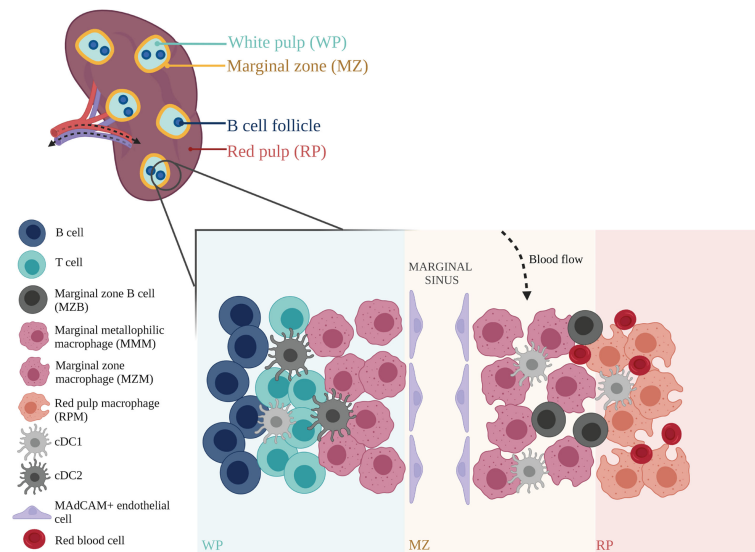 White pulp (WP)
Marginal zone (MZ)
B cell follicle
Red pulp (RP)
B cell
T cell
Marginal zone B cell
(MZB)
Marginal metallophilic
macrophage (MMM)
Marginal zone
macrophage (MZM)
Red pulp macrophage
(RPM)
cDC1
cDC2
MAdCAM+ endothelial
cell
Red blood cell
MARGINAL
SINUS
Blood flow
WP
MZ
RP